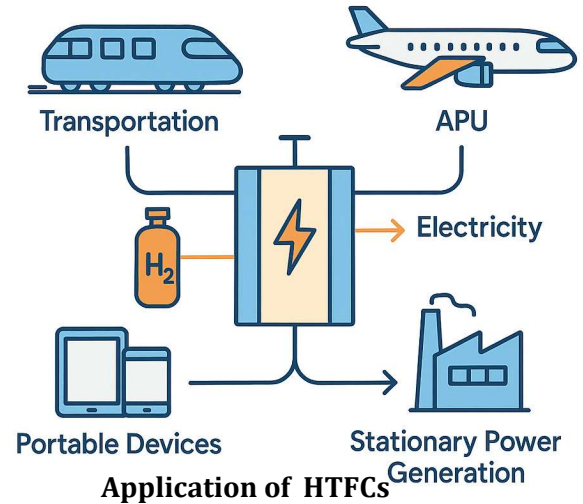 Transportation
APU
H₂
Electricity
Portable Devices
Stationary Power
Generation
Application of HTFCs